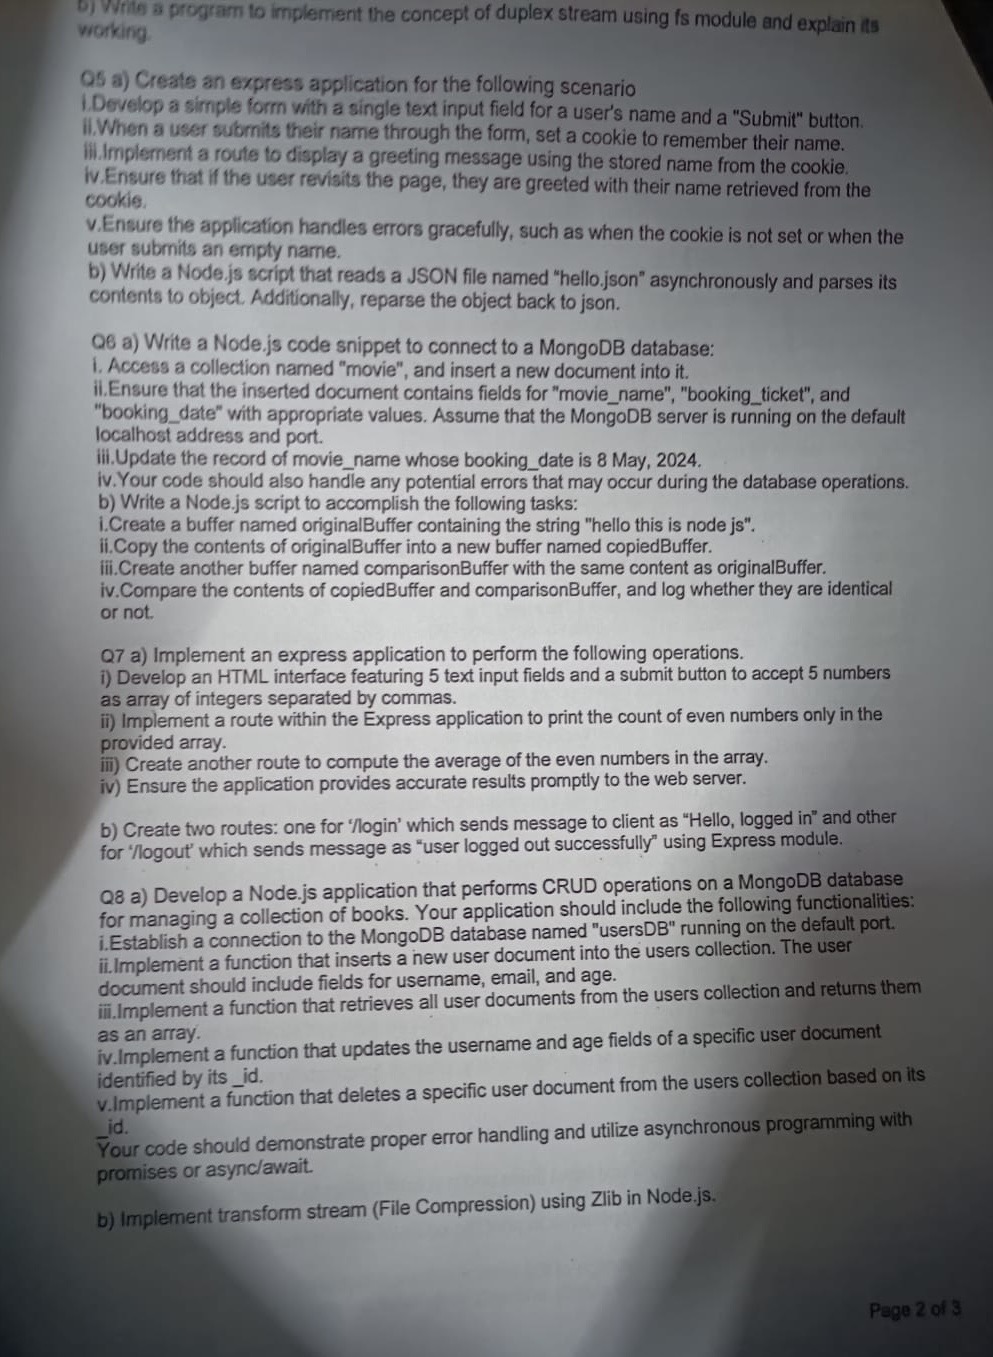 b) Write a program to implement the concept of duplex stream using fs module and explain its
working.
Q5 a) Create an express application for the following scenario
i.Develop a simple form with a single text input field for a user's name and a "Submit" button.
ii.When a user submits their name through the form, set a cookie to remember their name.
iii.Implement a route to display a greeting message using the stored name from the cookie.
iv.Ensure that if the user revisits the page, they are greeted with their name retrieved from the
cookie.
v.Ensure the application handles errors gracefully, such as when the cookie is not set or when the
user submits an empty name.
b) Write a Node.js script that reads a JSON file named "hello.json" asynchronously and parses its
contents to object. Additionally, reparse the object back to json.
Q6 a) Write a Node.js code snippet to connect to a MongoDB database:
i. Access a collection named "movie", and insert a new document into it.
ii.Ensure that the inserted document contains fields for "movie_name", "booking_ticket", and
"booking_date" with appropriate values. Assume that the MongoDB server is running on the default
localhost address and port.
iii.Update the record of movie_name whose booking_date is 8 May, 2024.
iv.Your code should also handle any potential errors that may occur during the database operations.
b) Write a Node.js script to accomplish the following tasks:
i.Create a buffer named originalBuffer containing the string "hello this is node js".
ii.Copy the contents of originalBuffer into a new buffer named copiedBuffer.
iii.Create another buffer named comparisonBuffer with the same content as originalBuffer.
iv.Compare the contents of copiedBuffer and comparisonBuffer, and log whether they are identical
or not.
Q7 a) Implement an express application to perform the following operations.
i) Develop an HTML interface featuring 5 text input fields and a submit button to accept 5 numbers
as array of integers separated by commas.
ii) Implement a route within the Express application to print the count of even numbers only in the
provided array.
iii) Create another route to compute the average of the even numbers in the array.
iv) Ensure the application provides accurate results promptly to the web server.
b) Create two routes: one for '/login' which sends message to client as "Hello, logged in" and other
for '/logout' which sends message as "user logged out successfully" using Express module.
Q8 a) Develop a Node.js application that performs CRUD operations on a MongoDB database
for managing a collection of books. Your application should include the following functionalities:
i.Establish a connection to the MongoDB database named "usersDB" running on the default port.
ii.Implement a function that inserts a new user document into the users collection. The user
document should include fields for username, email, and age.
iii.Implement a function that retrieves all user documents from the users collection and returns them
as an array.
iv.Implement a function that updates the username and age fields of a specific user document
identified by its _id.
v.Implement a function that deletes a specific user document from the users collection based on its
_id.
Your code should demonstrate proper error handling and utilize asynchronous programming with
promises or async/await.
b) Implement transform stream (File Compression) using Zlib in Node.js.
Page 2 of 3